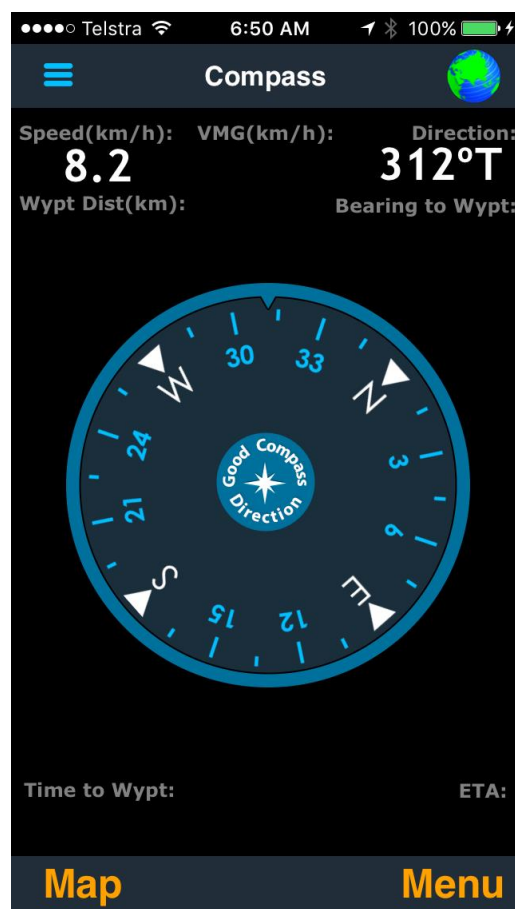 Telstra 6:50 AM 100%
Compass
Speed(km/h): VMG(km/h): Direction:
8.2 312ºT
Wypt Dist(km): Bearing to Wypt:
30 33
W N
24 3
Good Compass
Direction
21 6
S E
15 12
Time to Wypt: ETA:
Map Menu